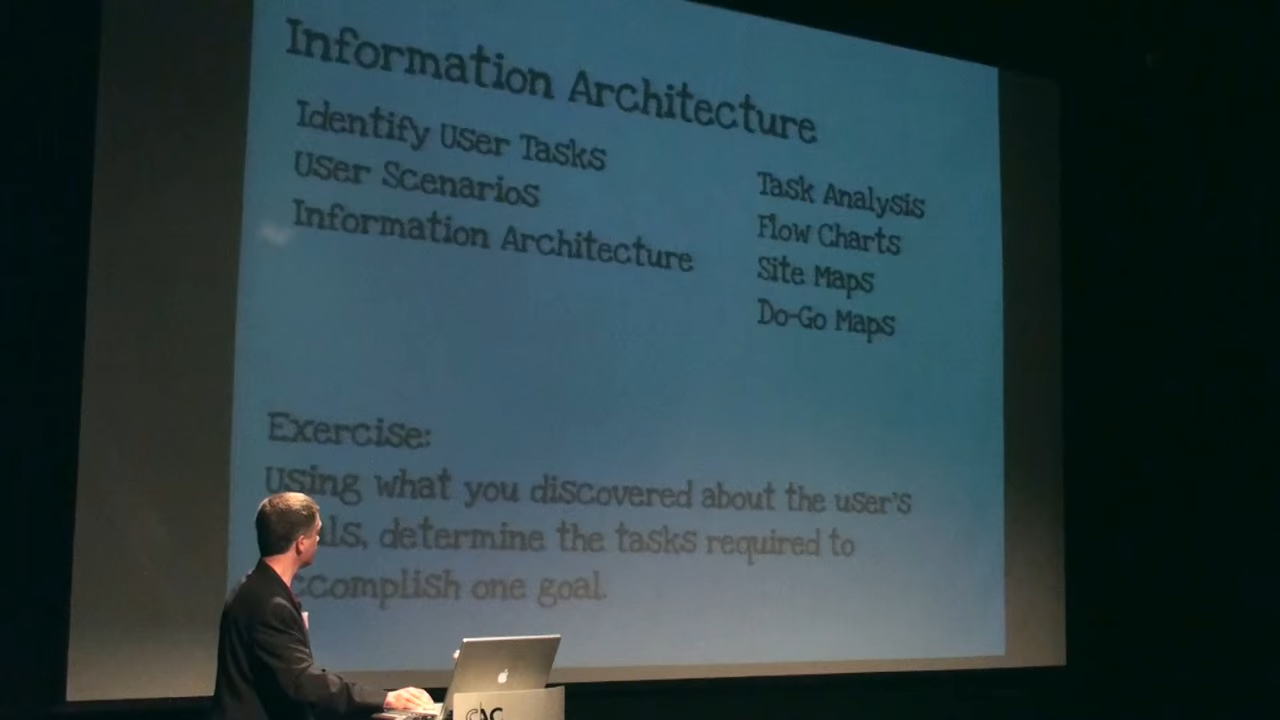 Information Architecture
Identify User Tasks
User Scenarios
Information Architecture
Task Analysis
Flow Charts
Site Maps
Do-Go Maps
Exercise:
Using what you discovered about the user's
determine the tasks required to
one goal.
CAC